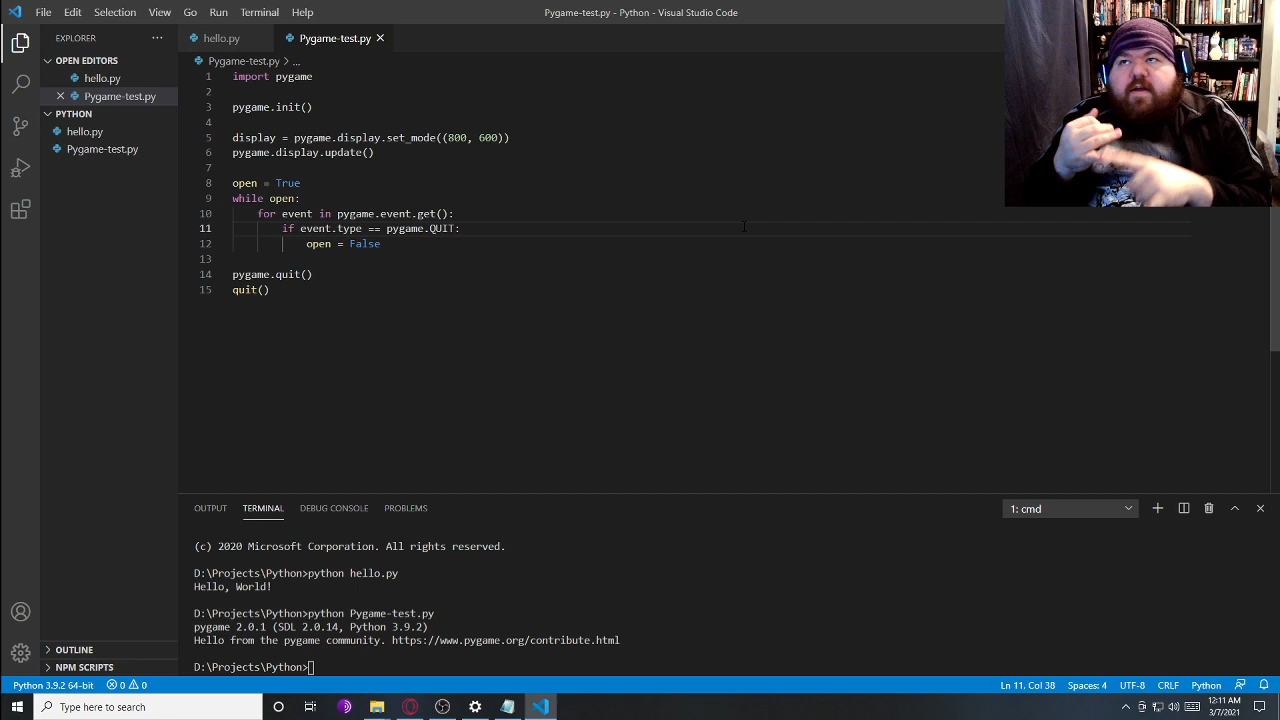 File Edit Selection View Go Run Terminal Help
Pygame-test.py - Python - Visual Studio Code
EXPLORER
OPEN EDITORS
hello.py
Pygame-test.py
PYTHON
hello.py
Pygame-test.py
OUTLINE
NPM SCRIPTS
hello.py Pygame-test.py
Pygame-test.py > ...
1 import pygame
2
3 pygame.init()
4
5 display = pygame.display.set_mode((800, 600))
6 pygame.display.update()
7
8 open = True
9 while open:
10 for event in pygame.event.get():
11 if event.type == pygame.QUIT:
12 open = False
13
14 pygame.quit()
15 quit()
OUTPUT TERMINAL DEBUG CONSOLE PROBLEMS
1: cmd
(c) 2020 Microsoft Corporation. All rights reserved.
D:\Projects\Python>python hello.py
Hello, World!
D:\Projects\Python>python Pygame-test.py
pygame 2.0.1 (SDL 2.0.14, Python 3.9.2)
Hello from the pygame community. https://www.pygame.org/contribute.html
D:\Projects\Python>
Python 3.9.2 64-bit 0 0
Ln 11, Col 38 Spaces: 4 UTF-8 CRLF Python
Type here to search
12:11 AM
3/7/2021